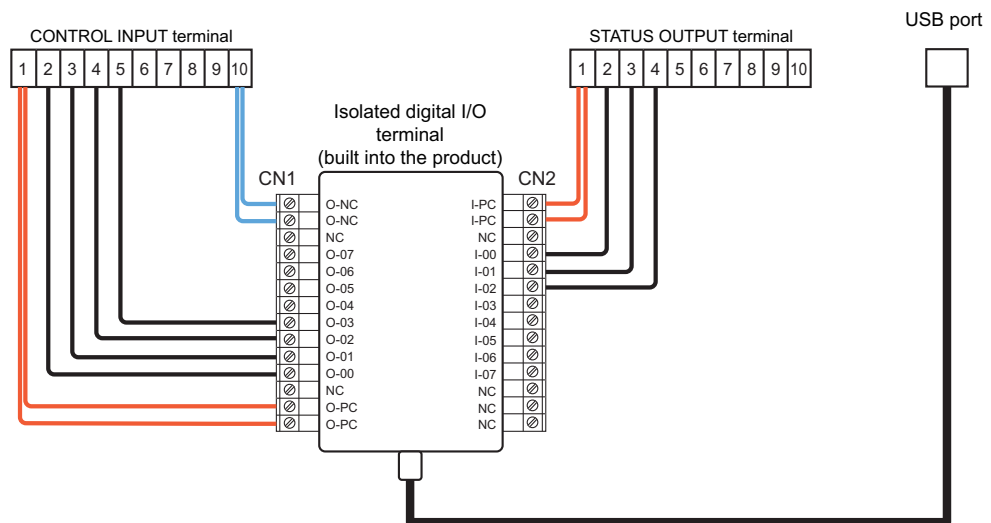 USB port
CONTROL INPUT terminal
1 2 3 4 5 6 7 8 9 10
STATUS OUTPUT terminal
1 2 3 4 5 6 7 8 9 10
Isolated digital I/O
terminal
(built into the product)
CN1
CN2
O-NC
O-NC
NC
O-07
O-06
O-05
O-04
O-03
O-02
O-01
O-00
NC
O-PC
O-PC
I-PC
I-PC
NC
I-00
I-01
I-02
I-03
I-04
I-05
I-06
I-07
NC
NC
NC